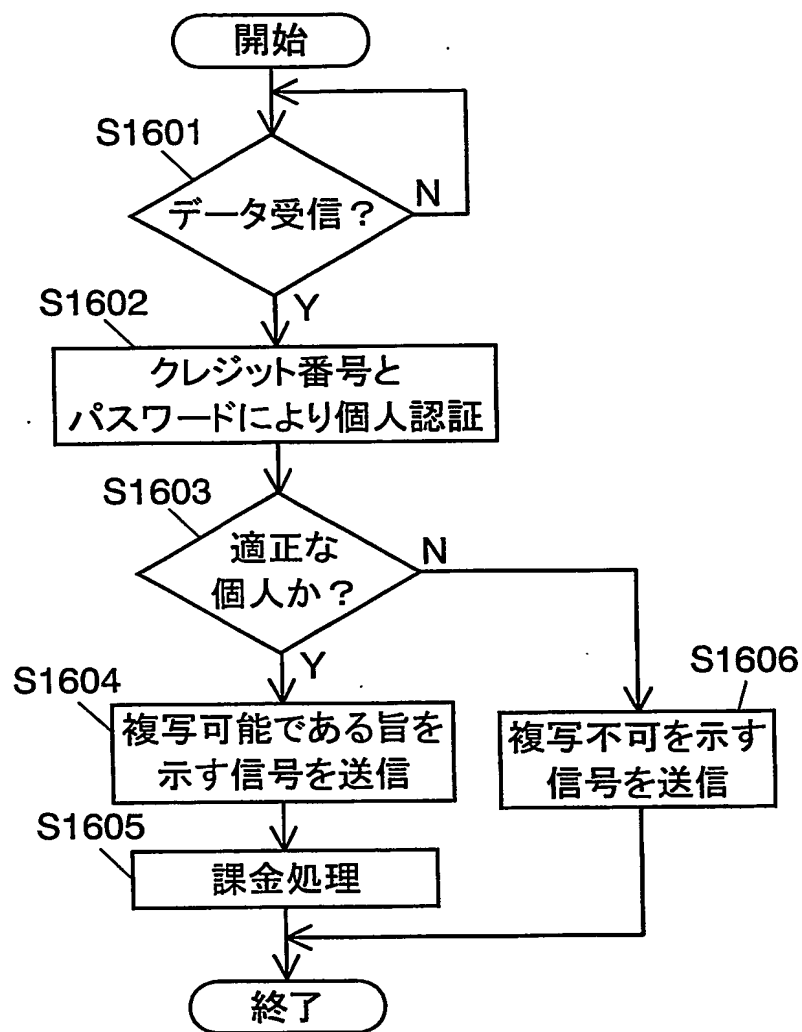 開始
S1601
データ受信?
N
Y
S1602
クレジット番号と
パスワードにより個人認証
S1603
適正な
個人か?
N
Y
S1604
複写可能である旨を
示す信号を送信
S1606
複写不可を示す
信号を送信
S1605
課金処理
終了